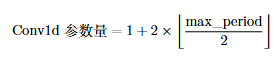 Conv1d 参数量 = 1 + 2 × ⌊max_period / 2⌋